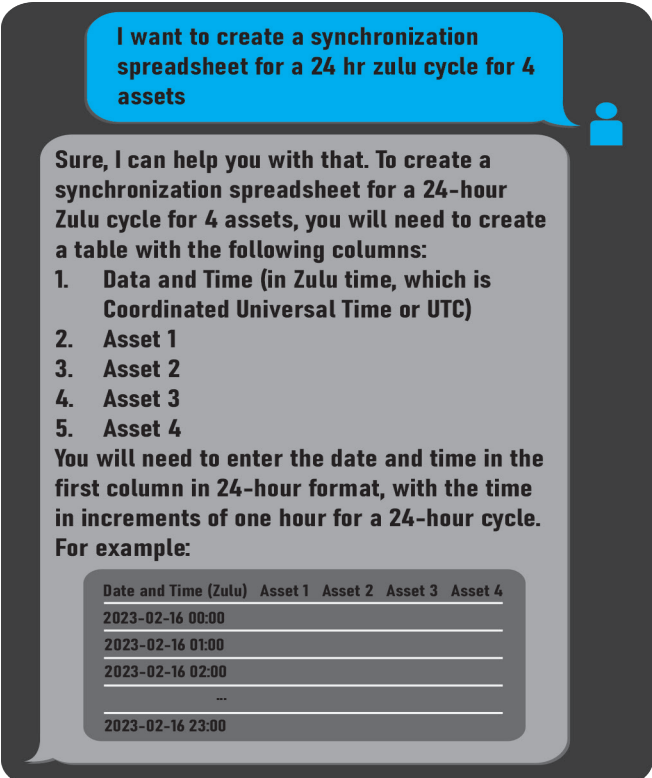 I want to create a synchronization
spreadsheet for a 24 hr zulu cycle for 4
assets
Sure, I can help you with that. To create a
synchronization spreadsheet for a 24-hour
Zulu cycle for 4 assets, you will need to create
a table with the following columns:
1. Data and Time (in Zulu time, which is
Coordinated Universal Time or UTC)
2. Asset 1
3. Asset 2
4. Asset 3
5. Asset 4
You will need to enter the date and time in the
first column in 24-hour format, with the time
in increments of one hour for a 24-hour cycle.
For example:
Date and Time (Zulu) Asset 1 Asset 2 Asset 3 Asset 4
2023-02-16 00:00
2023-02-16 01:00
2023-02-16 02:00
...
2023-02-16 23:00